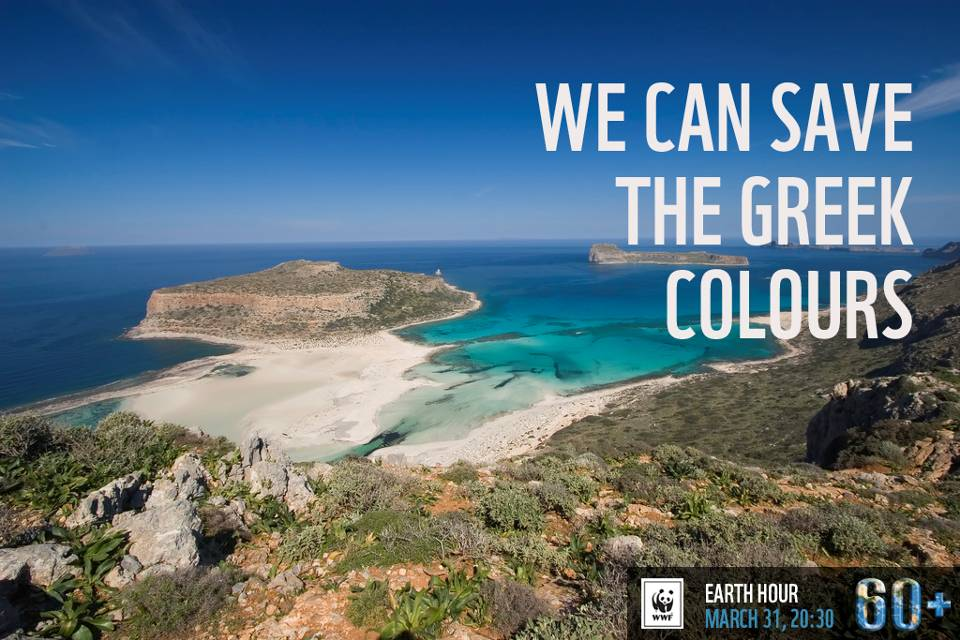 WE CAN SAVE
THE GREEK
COLOURS
WWF
EARTH HOUR
MARCH 31, 20:30
60+